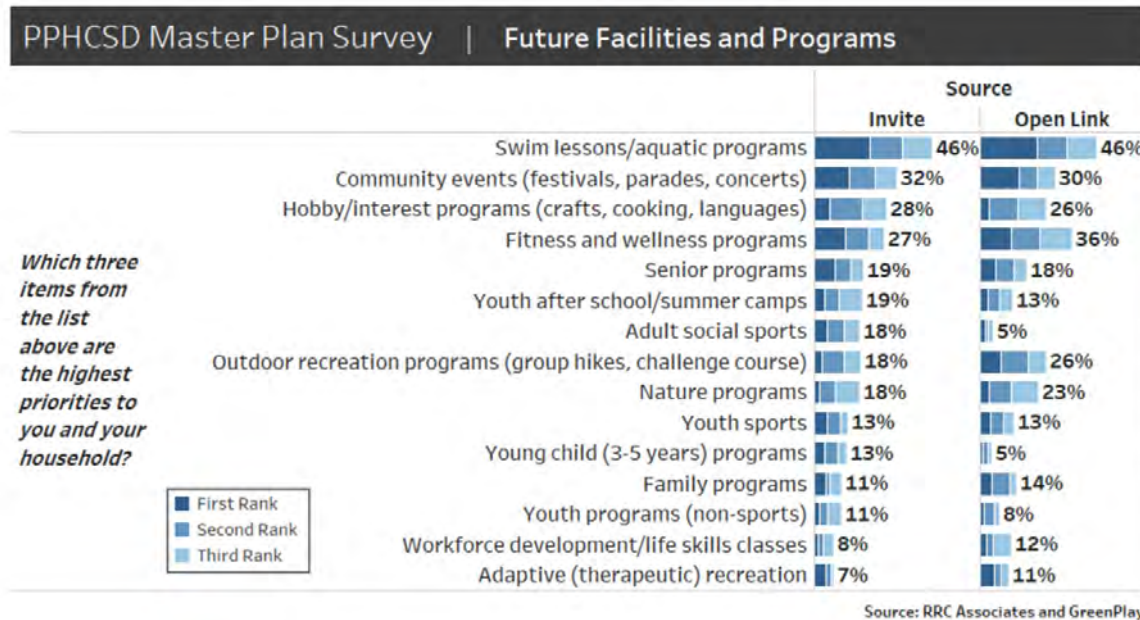 PPHCSD Master Plan Survey | Future Facilities and Programs
Source
Invite Open Link
Swim lessons/aquatic programs 46% 46%
Community events (festivals, parades, concerts) 32% 30%
Hobby/interest programs (crafts, cooking, languages) 28% 26%
Fitness and wellness programs 27% 36%
Senior programs 19% 18%
Youth after school/summer camps 19% 13%
Adult social sports 18% 5%
Outdoor recreation programs (group hikes, challenge course) 18% 26%
Nature programs 18% 23%
Youth sports 13% 13%
Young child (3-5 years) programs 13% 5%
Family programs 11% 14%
Youth programs (non-sports) 11% 8%
Workforce development/life skills classes 8% 12%
Adaptive (therapeutic) recreation 7% 11%
Which three
items from
the list
above are
the highest
priorities to
you and your
household?
First Rank
Second Rank
Third Rank
Source: RRC Associates and GreenPlay